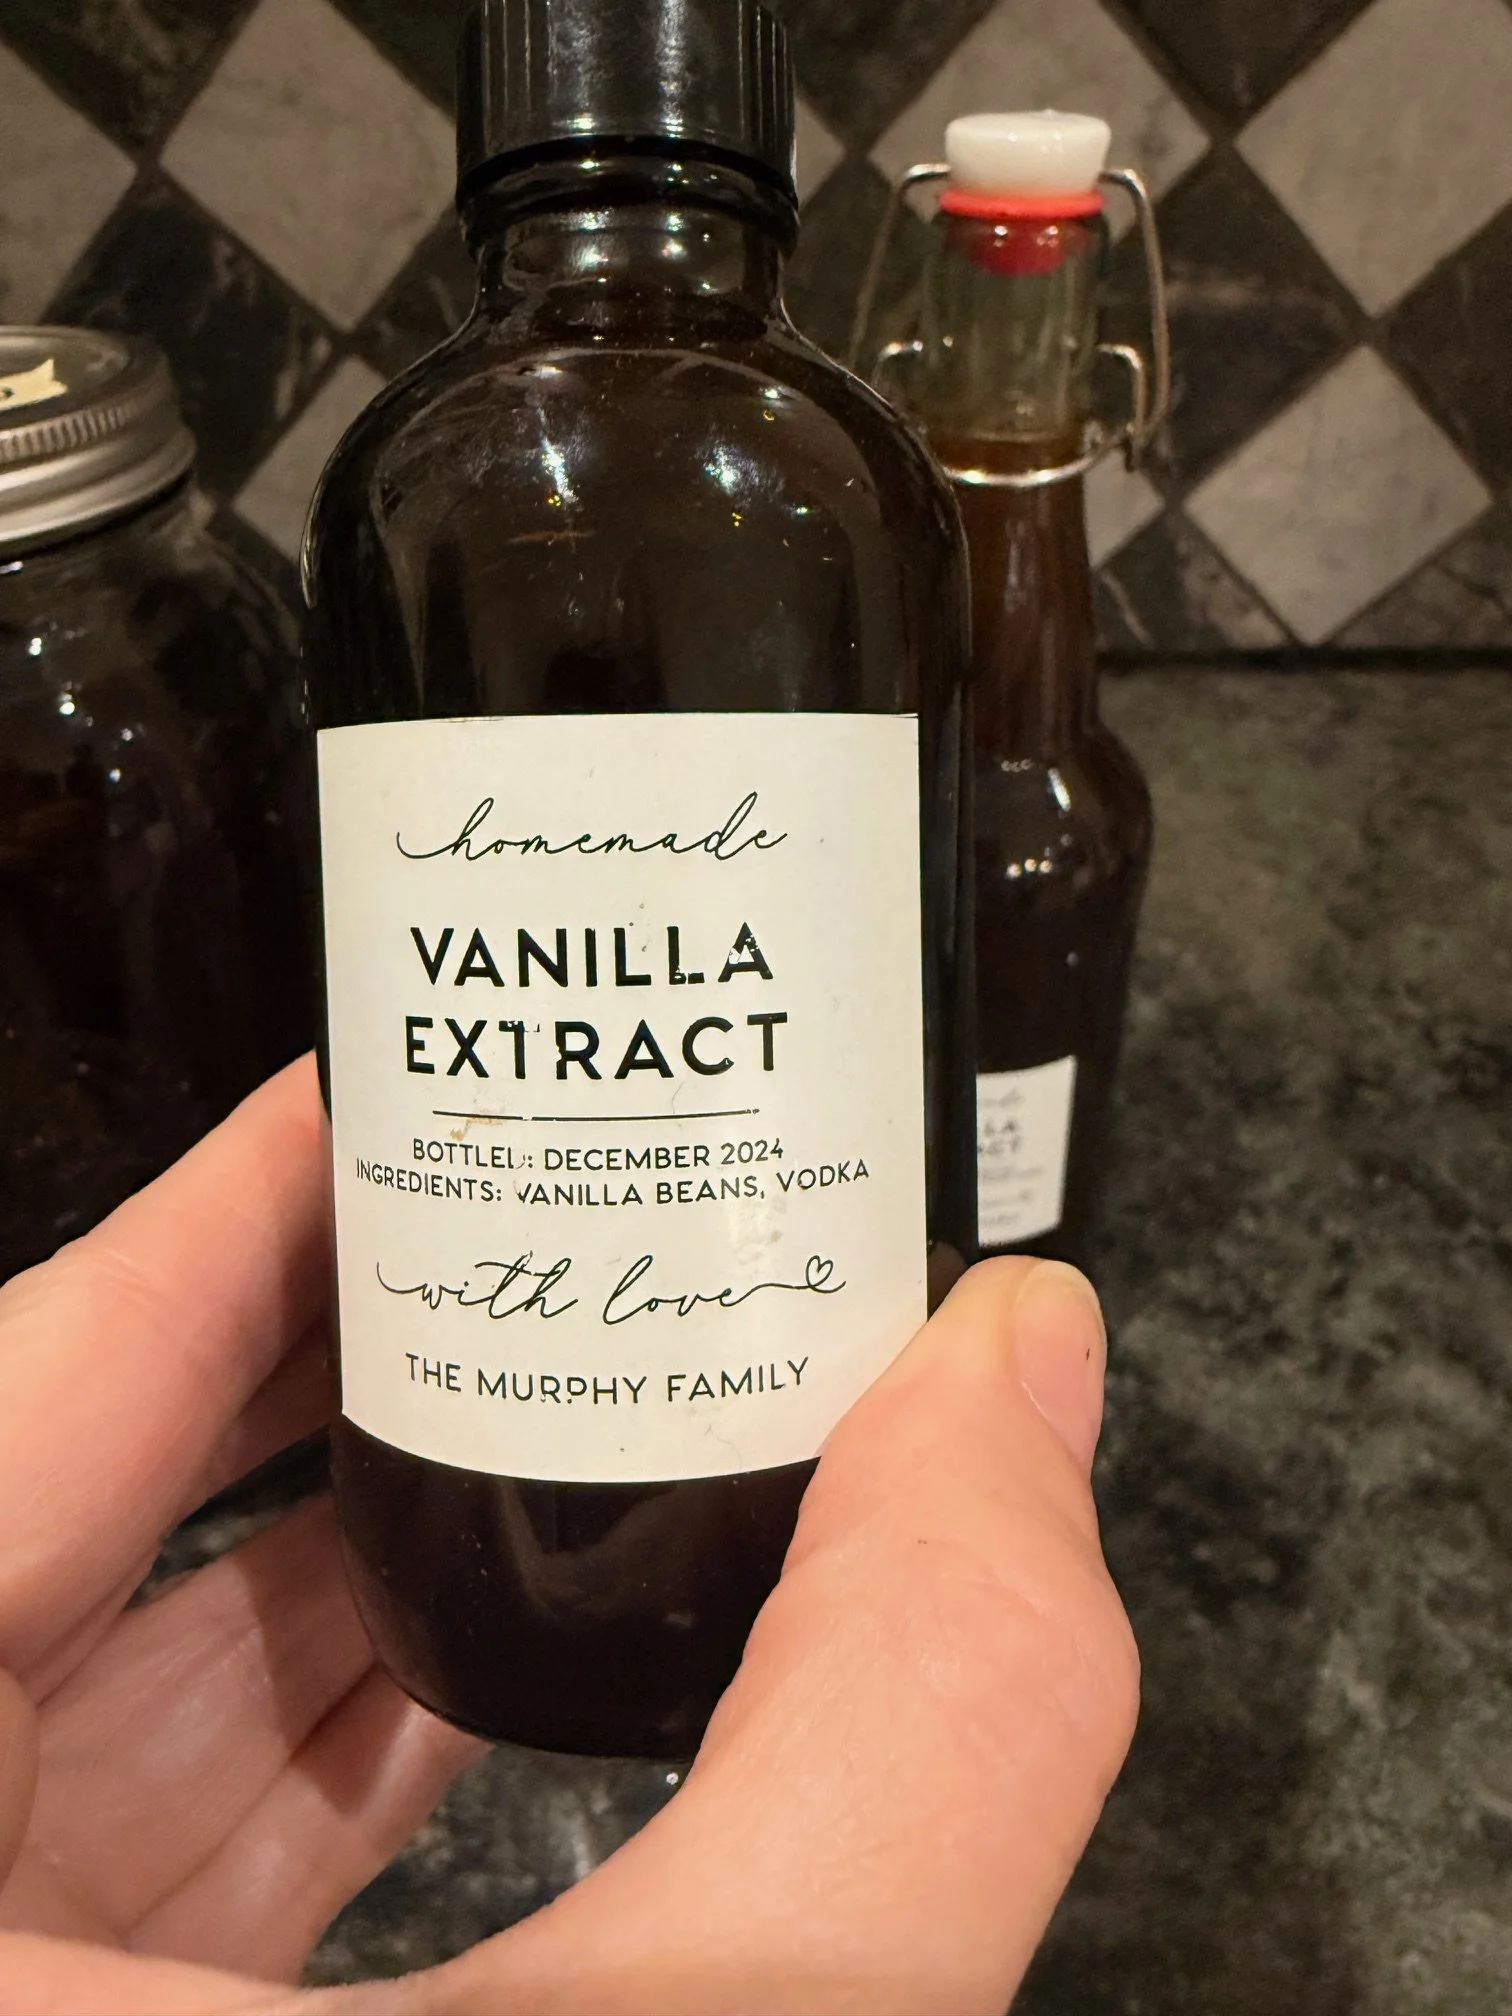 homemade
VANILLA
EXTRACT
BOTTLED: DECEMBER 2024
INGREDIENTS: VANILLA BEANS, VODKA
with love
THE MURPHY FAMILY